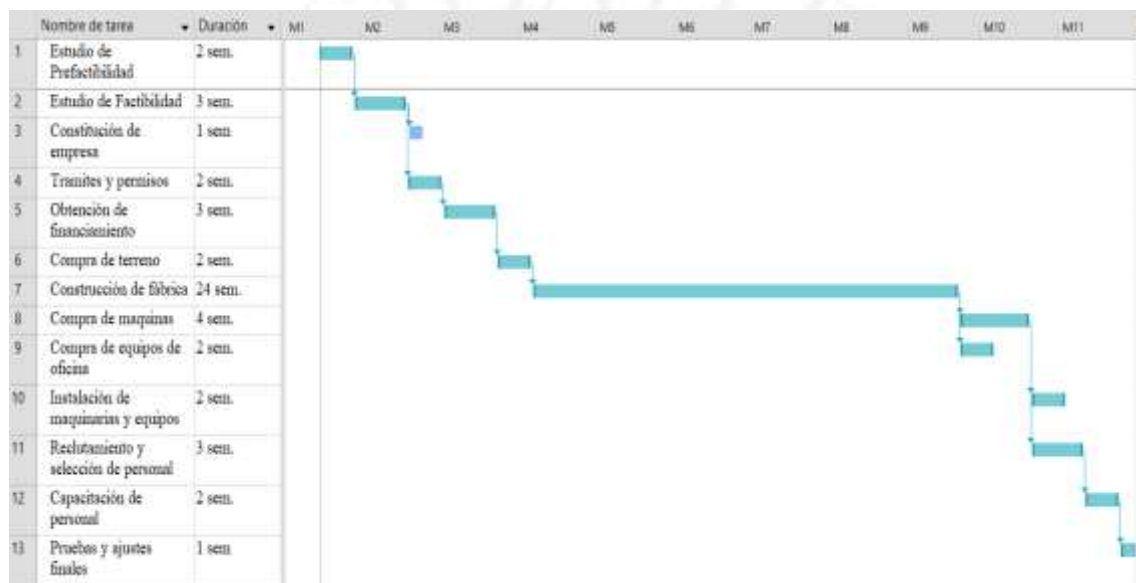 Nombre de tarea Duración M1 M2 M3 M4 M5 M6 M7 M8 M9 M10 M11
1 Estudio de 2 sem.
Prefactibilidad
2 Estudio de Factibilidad 3 sem.
3 Constitución de 1 sem
empresa
4 Tramites y permisos 2 sem.
5 Obtención de 3 sem.
financiamiento
6 Compra de terreno 2 sem.
7 Construcción de fábrica 24 sem.
8 Compra de maquinas 4 sem.
9 Compra de equipos de 2 sem.
oficina
10 Instalación de 2 sem.
maquinarias y equipos
11 Reclutamiento y 3 sem.
selección de personal
12 Capacitación de 2 sem.
personal
13 Pruebas y ajustes 1 sem
finales